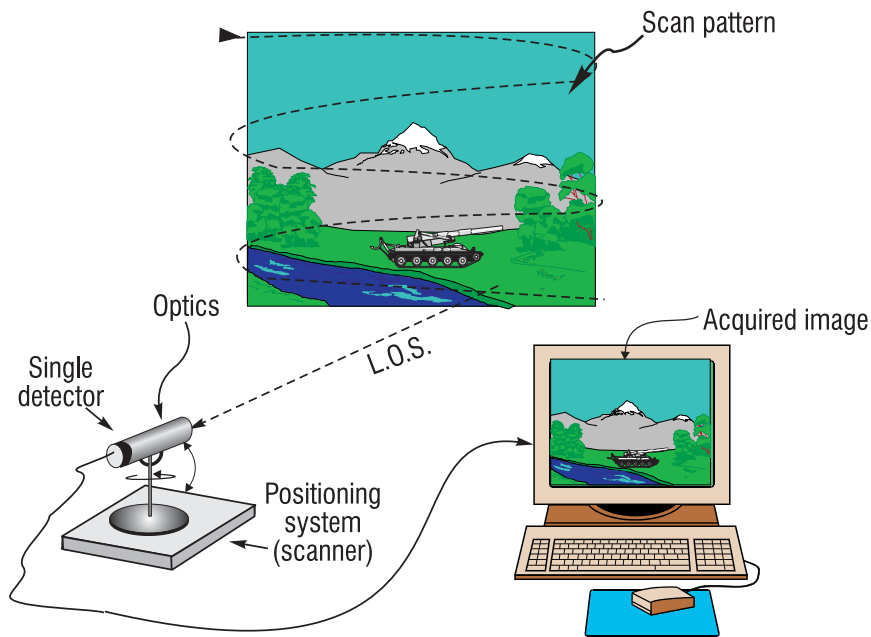 Scan pattern
Optics
Acquired image
L.O.S.
Single
detector
Positioning
system
(scanner)